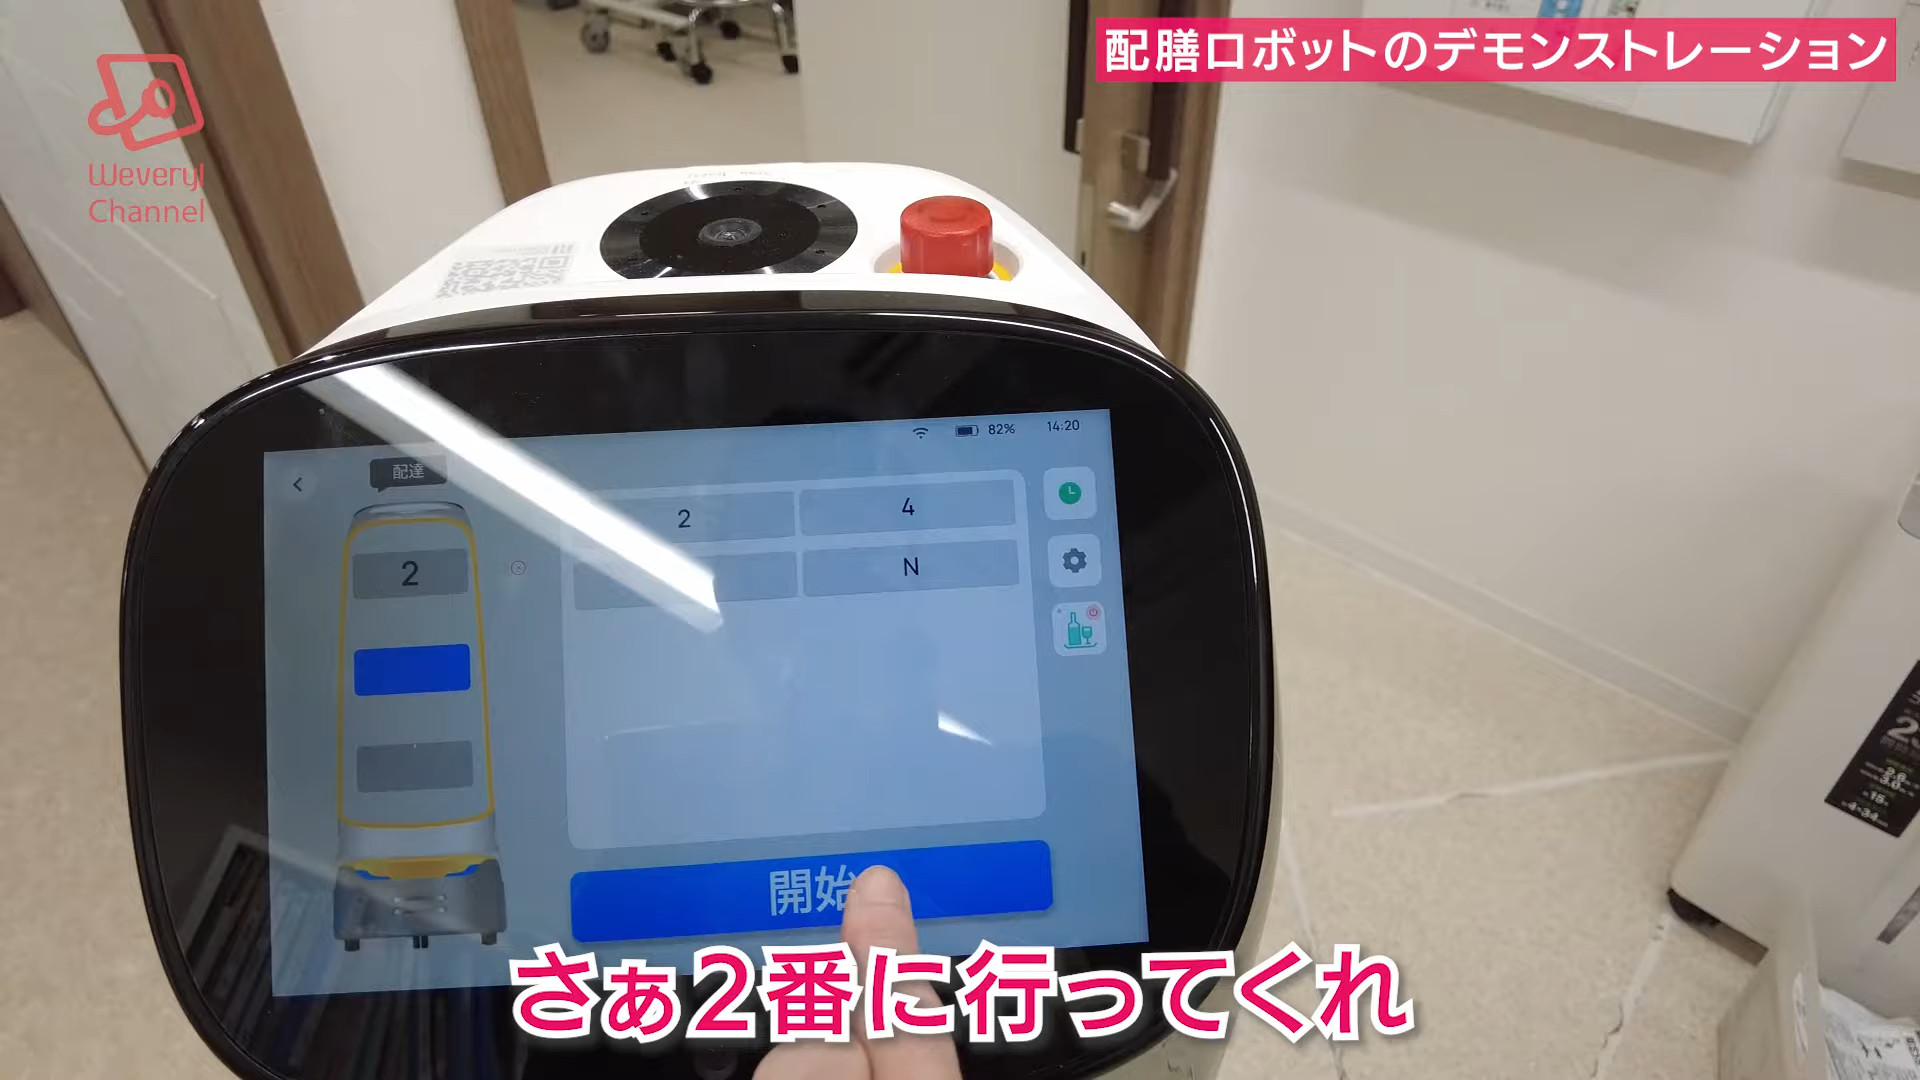 配膳ロボットのデモンストレーション
Weveryl
Channel
82%
14:20
配達
2
4
2
N
開始
さぁ2番に行ってくれ